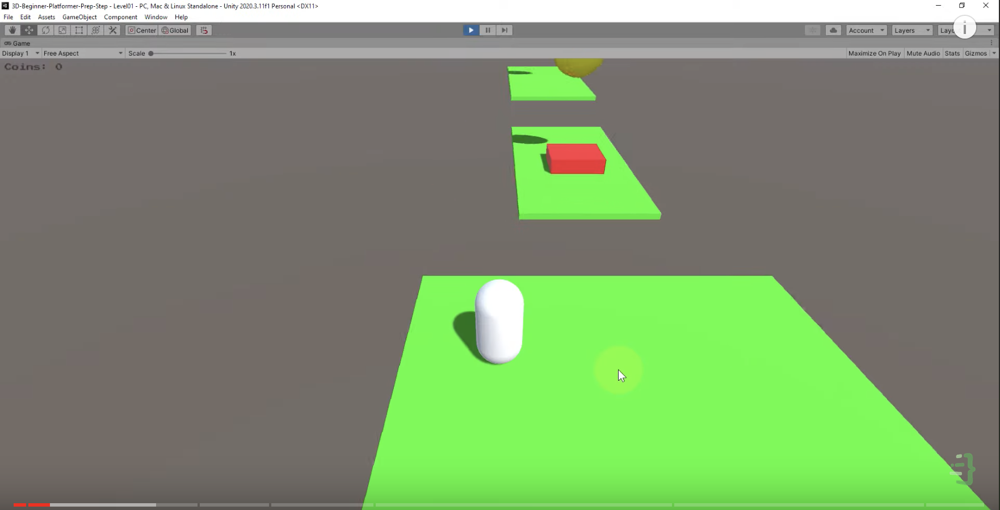 3D-Beginner-Platformer-Prep-Step - Level01 - PC, Mac & Linux Standalone - Unity 2020.3.11f1 Personal <DX11>
File Edit Assets GameObject Component Window Help
Center Global Account Layers
Game
Display 1 Free Aspect Scale 1x Maximize On Play Mute Audio Stats Gizmos
Coins: 0